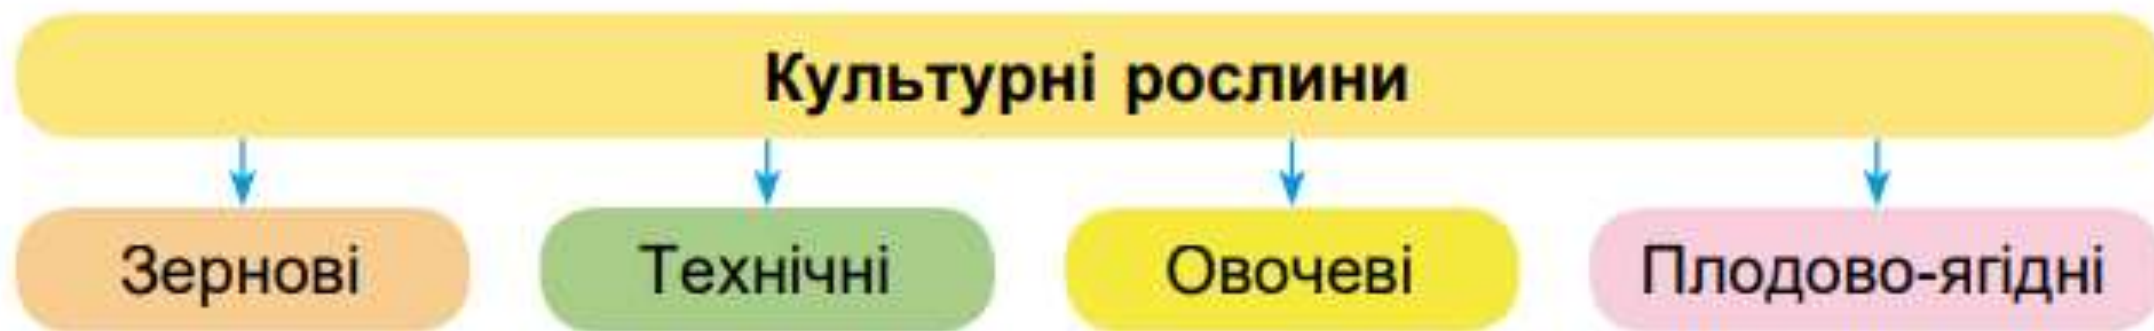 Культурні рослини
Зернові
Технічні
Овочеві
Плодово-ягідні